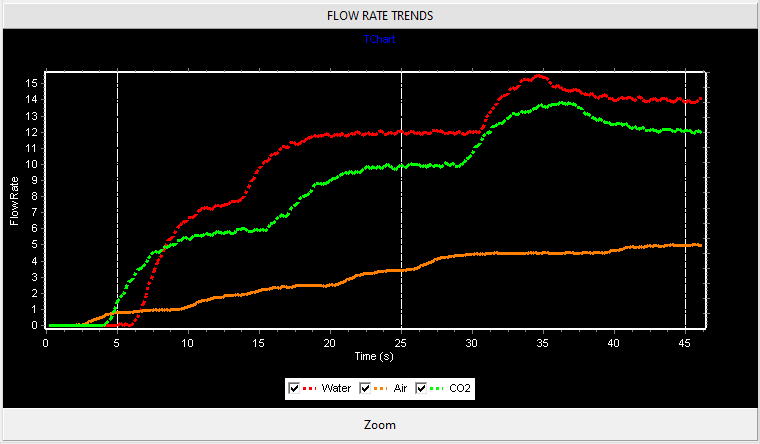 FLOW RATE TRENDS
TChart
15
14
13
12
11
10
9
8
7
6
5
4
3
2
1
0
FlowRate
0 5 10 15 20 25 30 35 40 45
Time (s)
Water Air CO2
Zoom